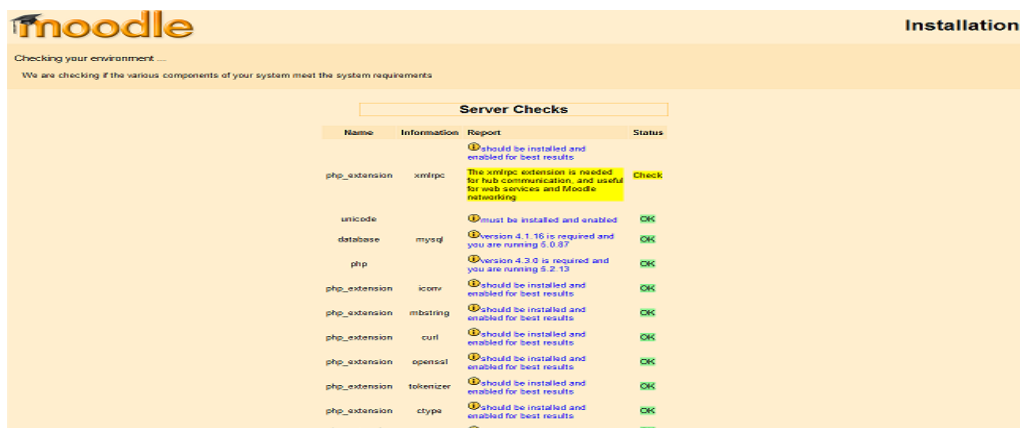 moodle
Installation
Checking your environment ...
We are checking if the various components of your system meet the system requirements
Server Checks
Name Information Report Status
should be installed and
enabled for best results
php_extension xmlrpc The xmlrpc extension is needed
for hub communication, and useful
for web services and Moodle
networking
Check
unicode must be installed and enabled OK
database mysql version 4.1.16 is required and
you are running 5.0.87 OK
php version 4.3.0 is required and
you are running 5.2.13 OK
php_extension iconv should be installed and
enabled for best results OK
php_extension mbstring should be installed and
enabled for best results OK
php_extension curl should be installed and
enabled for best results OK
php_extension openssl should be installed and
enabled for best results OK
php_extension tokenizer should be installed and
enabled for best results OK
php_extension ctype should be installed and
enabled for best results OK